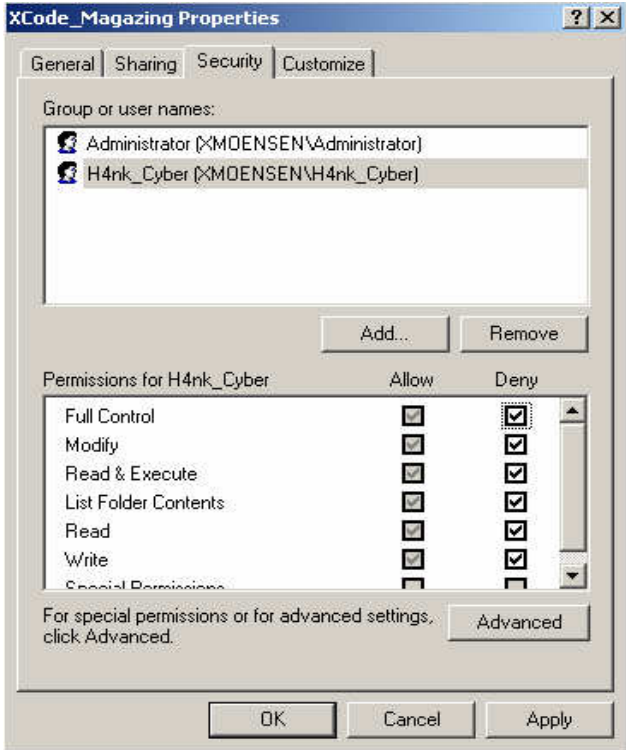 XCode_Magazing Properties
General Sharing Security Customize
Group or user names:
Administrator (XMOENSEN\Administrator)
H4nk_Cyber (XMOENSEN\H4nk_Cyber)
Add... Remove
Permissions for H4nk_Cyber Allow Deny
Full Control
Modify
Read & Execute
List Folder Contents
Read
Write
Special Permissions
For special permissions or for advanced settings,
click Advanced.
Advanced
OK Cancel Apply